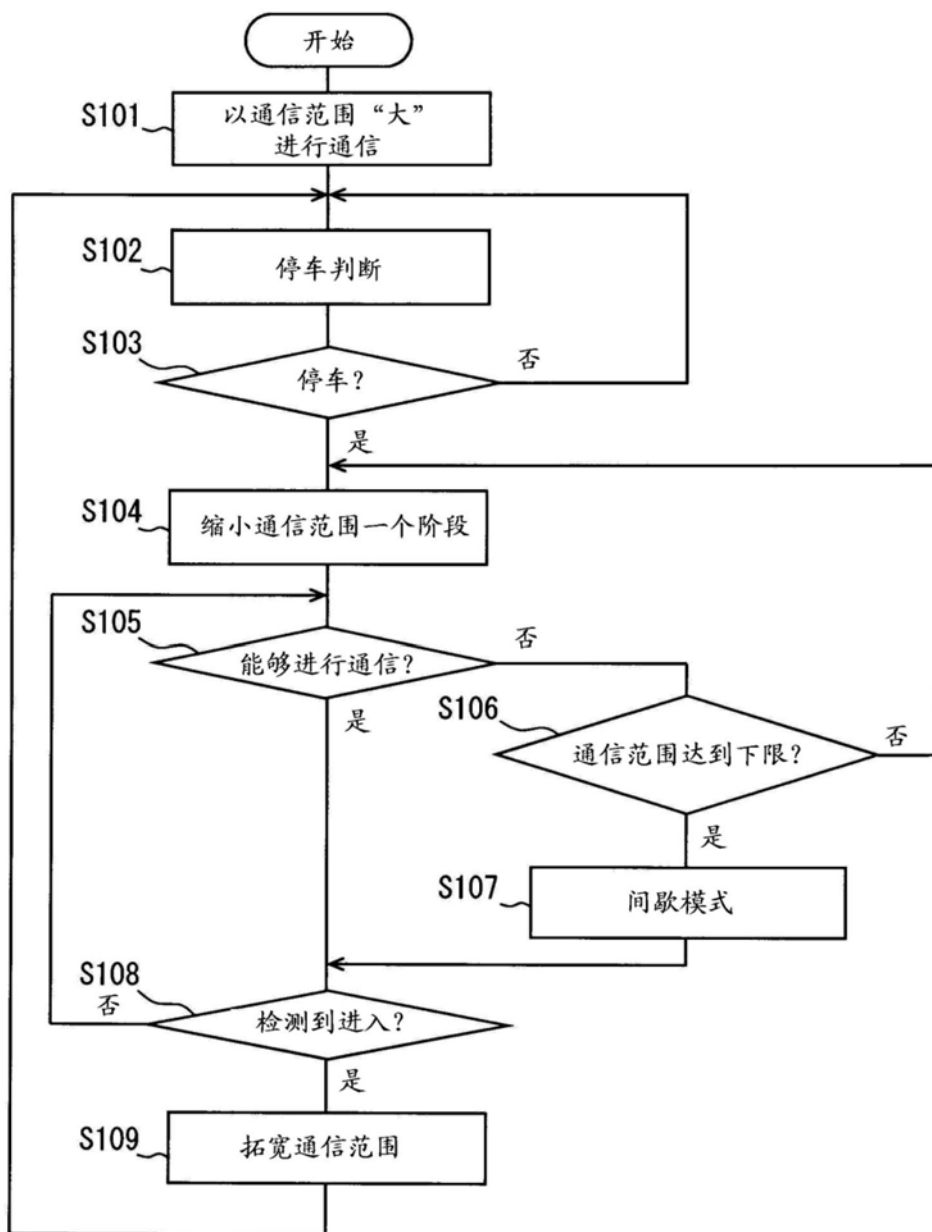 开始
S101
以通信范围“大”
进行通信
S102
停车判断
S103
停车?
否
是
S104
缩小通信范围一个阶段
S105
能够进行通信?
否
是
S106
通信范围达到下限?
否
是
S107
间歇模式
S108
否
检测到进入?
是
S109
拓宽通信范围